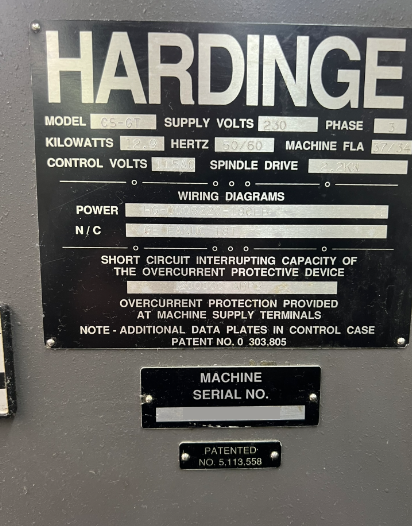 HARDINGE
MODEL SUPPLY VOLTS 230 PHASE 3
KILOWATTS HERTZ 50/60 MACHINE FLA
CONTROL VOLTS SPINDLE DRIVE
WIRING DIAGRAMS
POWER
N/C
SHORT CIRCUIT INTERRUPTING CAPACITY OF
THE OVERCURRENT PROTECTIVE DEVICE
OVERCURRENT PROTECTION PROVIDED
AT MACHINE SUPPLY TERMINALS
NOTE - ADDITIONAL DATA PLATES IN CONTROL CASE
PATENT NO. 0 303.805
MACHINE
SERIAL NO.
PATENTED
NO. 5,113,558